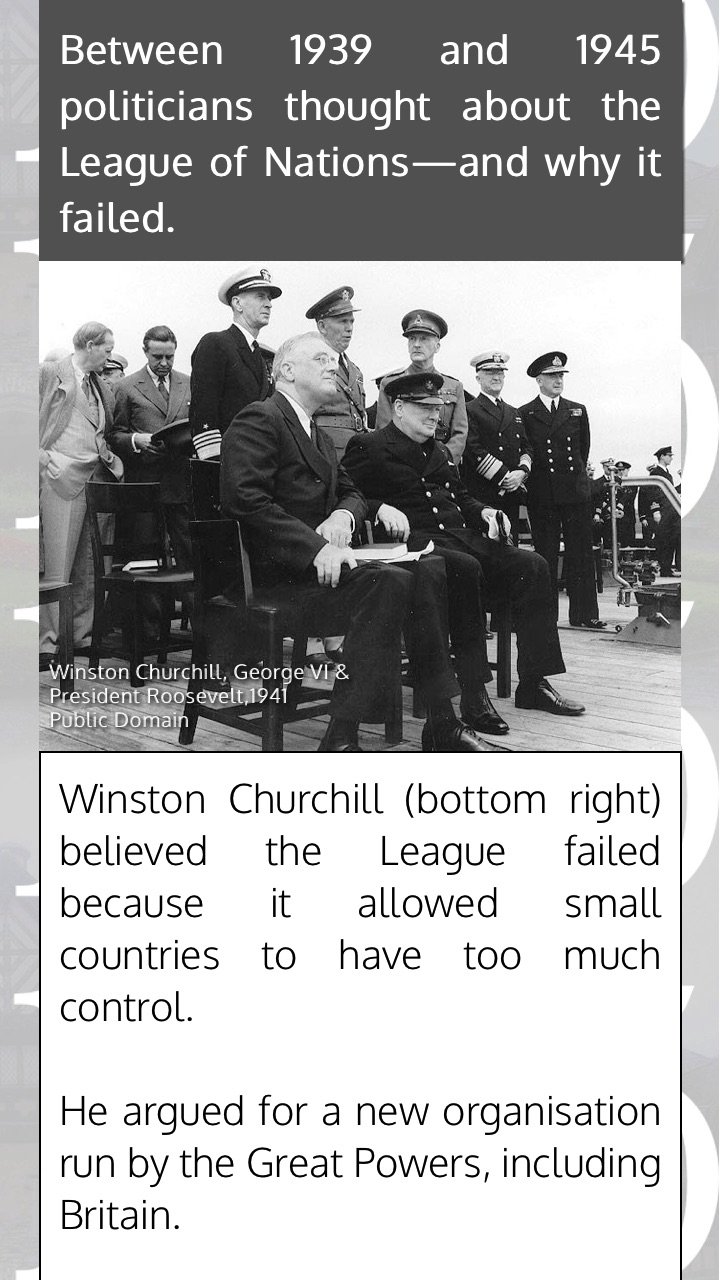 Between 1939 and 1945
politicians thought about the
League of Nations—and why it
failed.
Winston Churchill, George VI &
President Roosevelt,1941
Public Domain
Winston Churchill (bottom right)
believed the League failed
because it allowed small
countries to have too much
control.
He argued for a new organisation
run by the Great Powers, including
Britain.